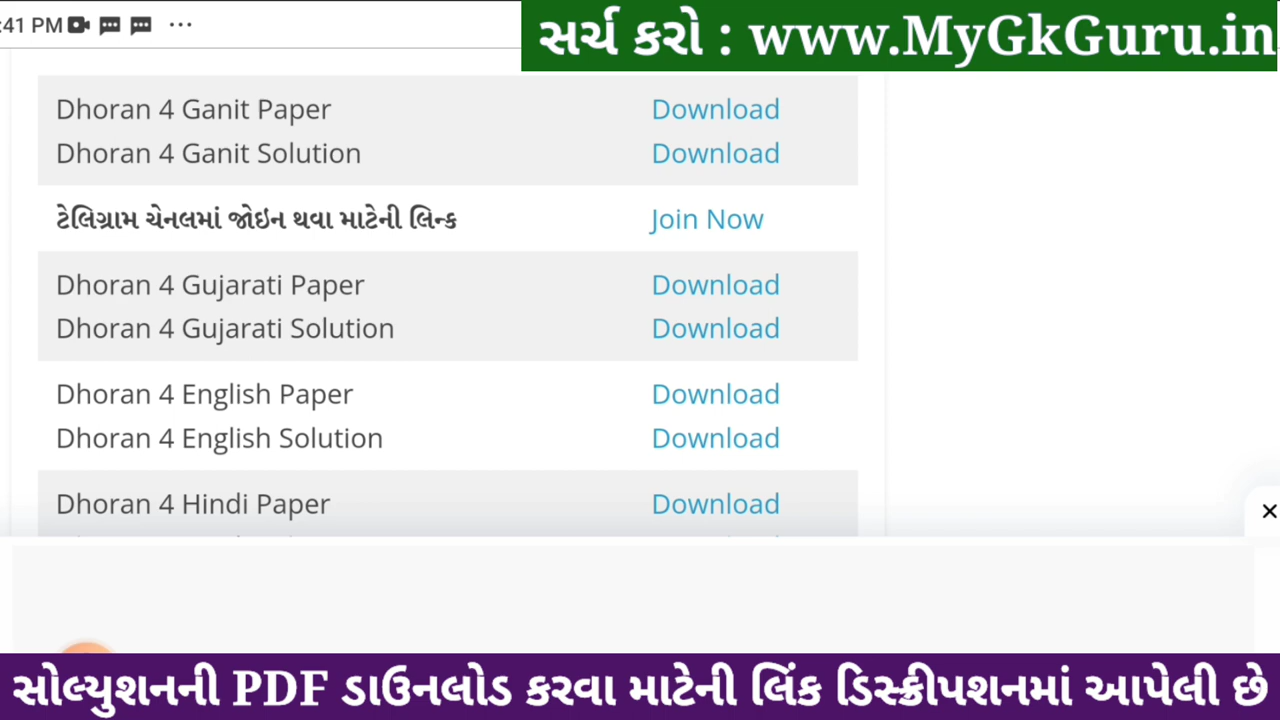 :41 PM ...
સર્ચ કરો : www.MyGkGuru.in
Dhoran 4 Ganit Paper Download
Dhoran 4 Ganit Solution Download
ટેલિગ્રામ ચેનલમાં જોઇન થવા માટેની લિન્ક Join Now
Dhoran 4 Gujarati Paper Download
Dhoran 4 Gujarati Solution Download
Dhoran 4 English Paper Download
Dhoran 4 English Solution Download
Dhoran 4 Hindi Paper Download
સોલ્યુશનની PDF ડાઉનલોડ કરવા માટેની લિંક ડિસ્ક્રીપશનમાં આપેલી છે